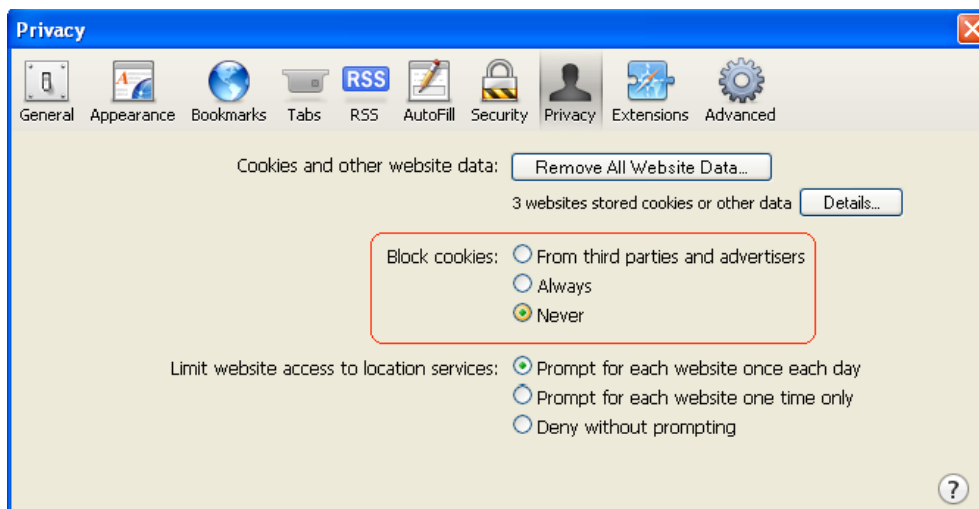 Privacy
RSS
General Appearance Bookmarks Tabs RSS AutoFill Security Privacy Extensions Advanced
Cookies and other website data: Remove All Website Data...
3 websites stored cookies or other data Details...
Block cookies: From third parties and advertisers
Always
Never
Limit website access to location services: Prompt for each website once each day
Prompt for each website one time only
Deny without prompting
?